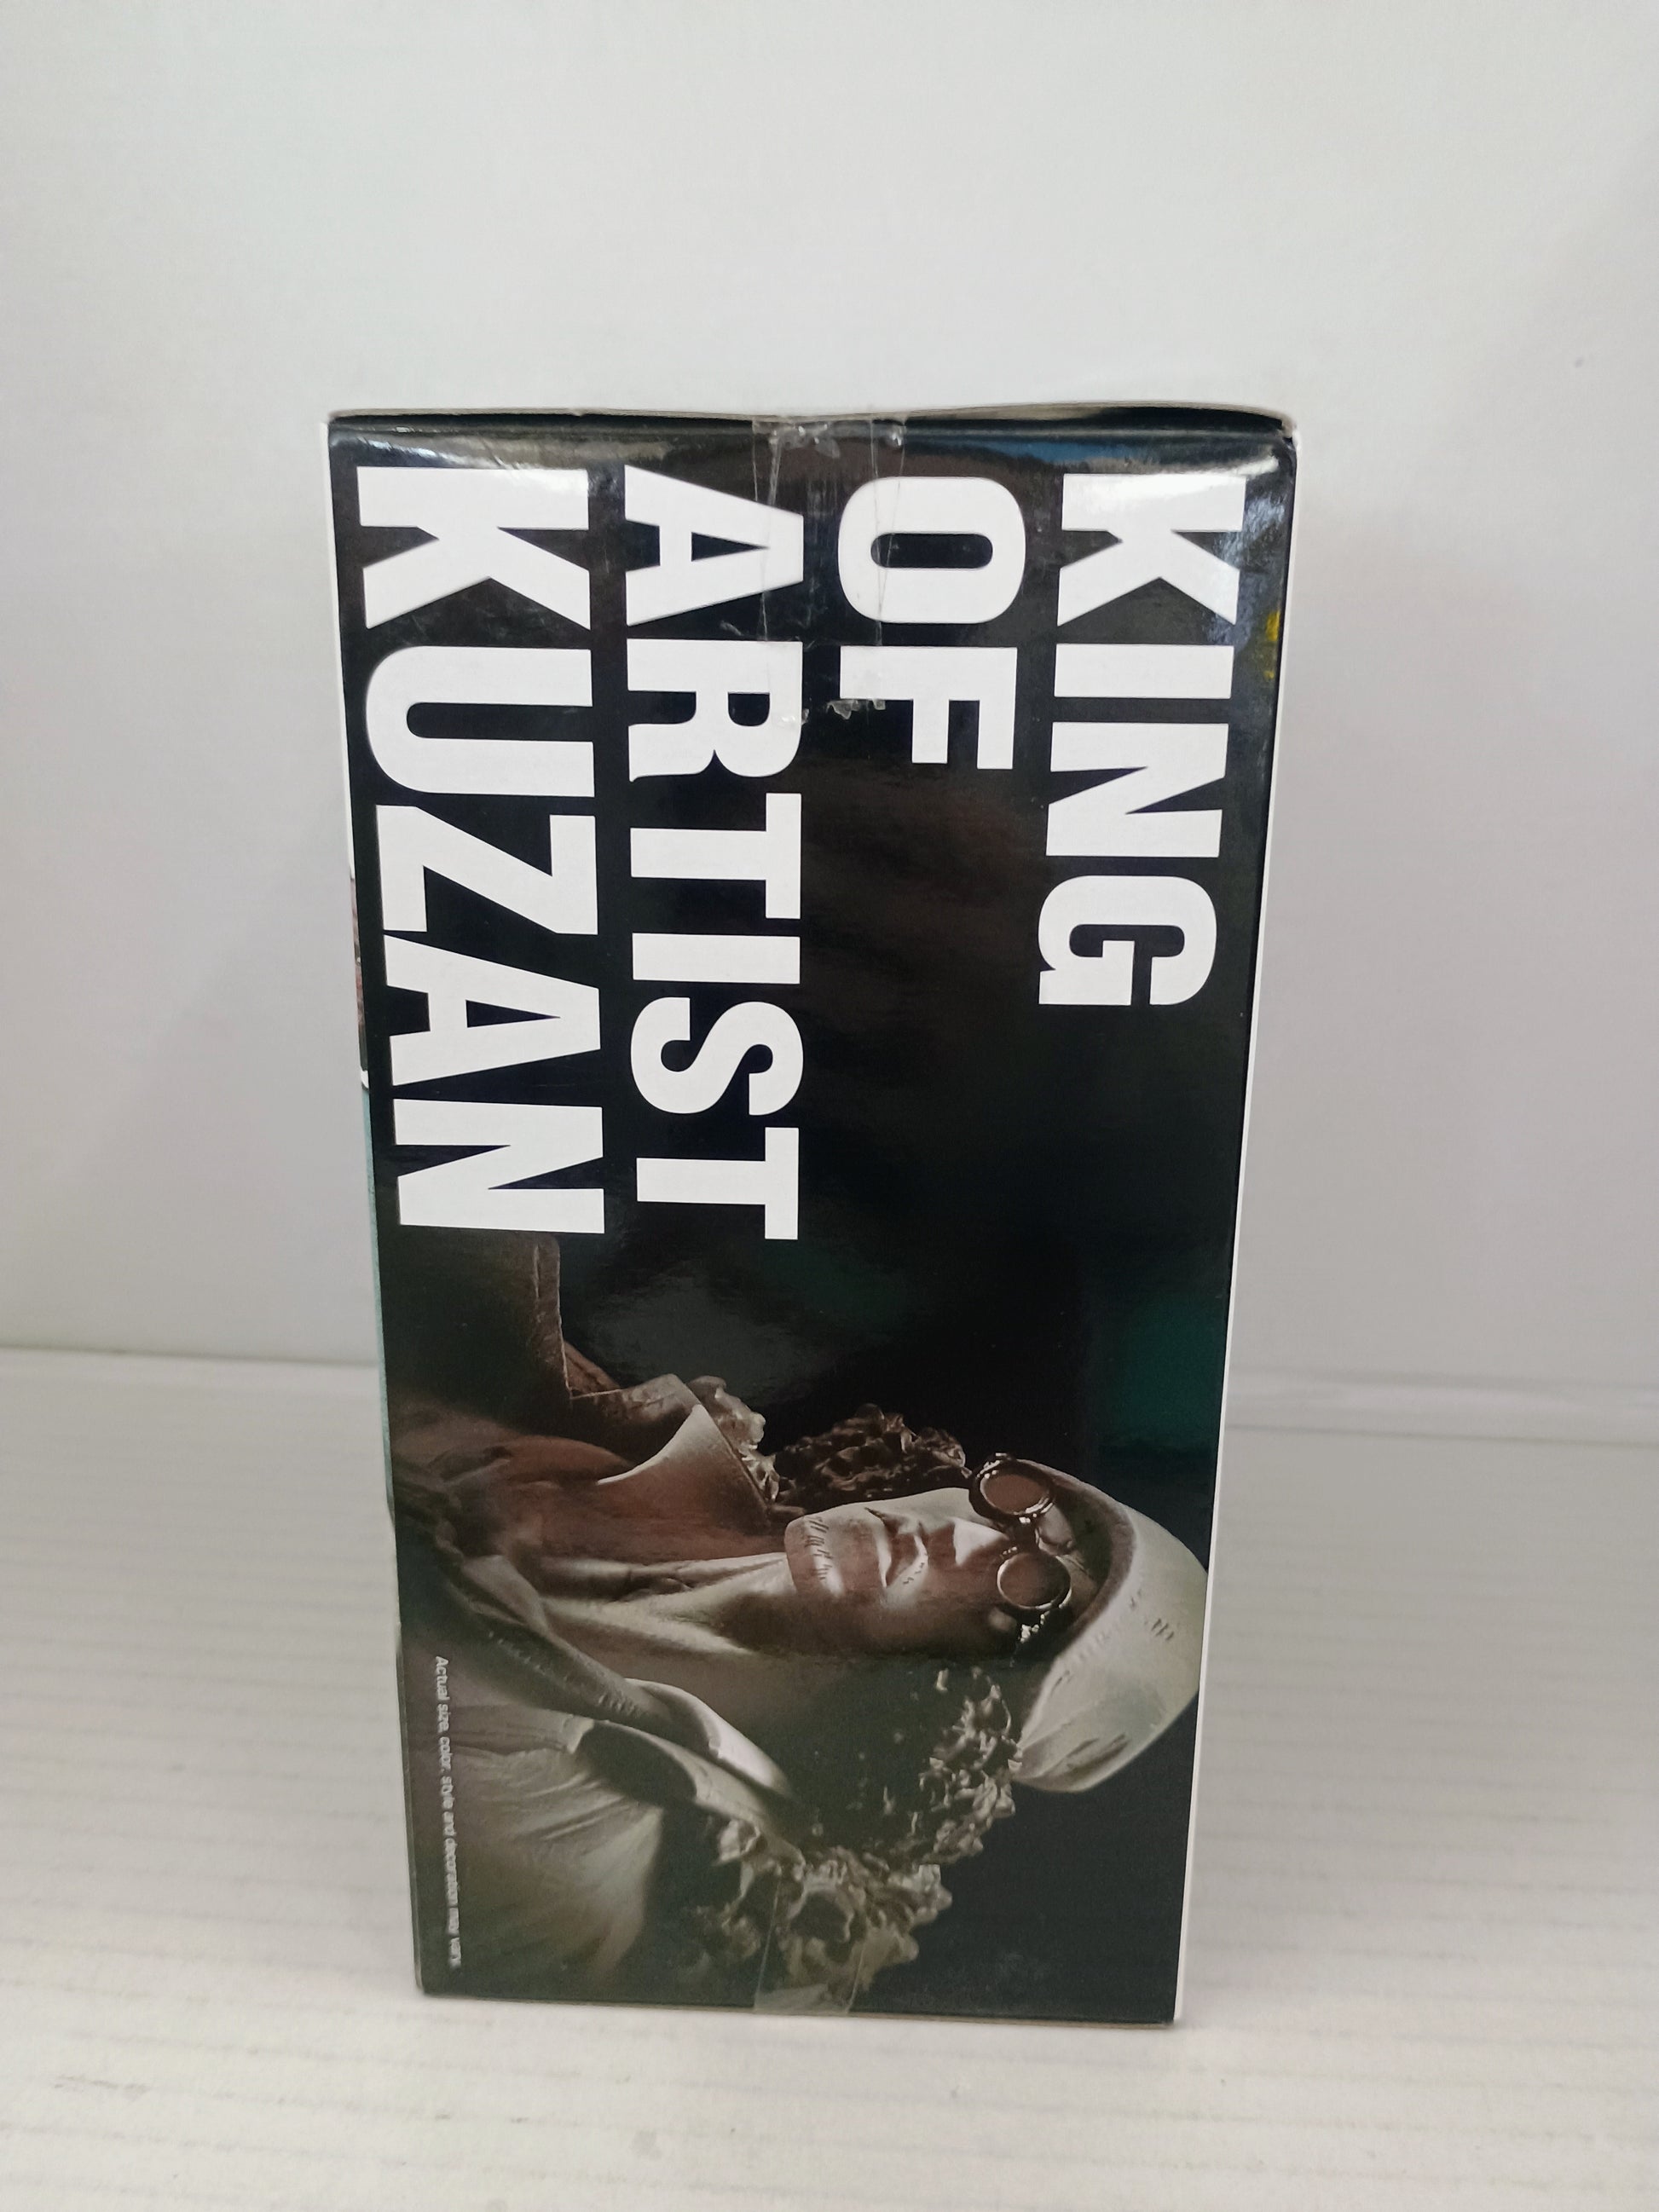 KING
OF
ARTIST
KUZAN
Actual size, color, style and decoration may vary.